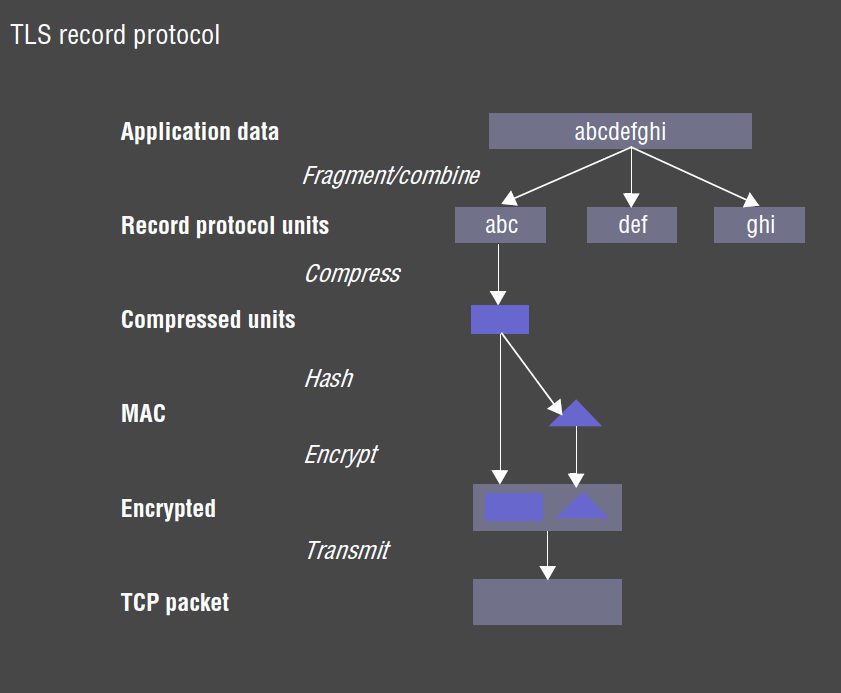 TLS record protocol
Application data
abcdefghi
Fragment/combine
Record protocol units
abc
def
ghi
Compress
Compressed units
Hash
MAC
Encrypt
Encrypted
Transmit
TCP packet